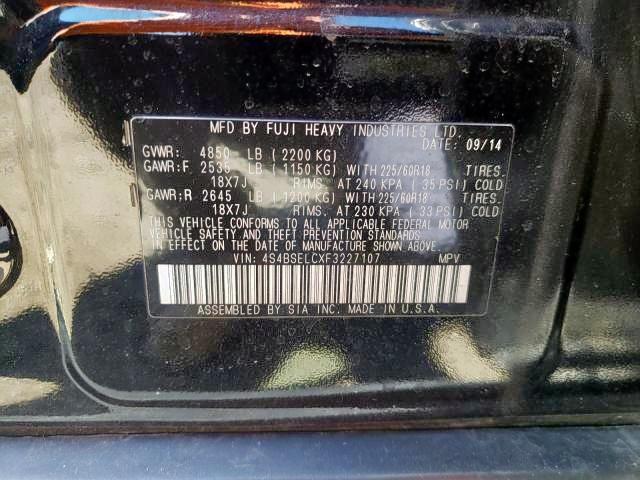 MFD BY FUJI HEAVY INDUSTRIES LTD.
GVWR: 4850 LB (2200 KG) DATE: 09/14
GAWR:F 2535 LB (1150 KG) WITH 225/60R18 TIRES.
18X7J RIMS. AT 240 KPA (35 PSI) COLD
GAWR:R 2645 LB (1200 KG) WITH 225/60R18 TIRES.
18X7J RIMS. AT 230 KPA (33 PSI) COLD
THIS VEHICLE CONFORMS TO ALL APPLICABLE FEDERAL MOTOR
VEHICLE SAFETY AND THEFT PREVENTION STANDARDS
IN EFFECT ON THE DATE OF MANUFACTURE SHOWN ABOVE.
VIN: 4S4BSELCXF3227107 MPV
ASSEMBLED BY SIA INC. MADE IN U.S.A.